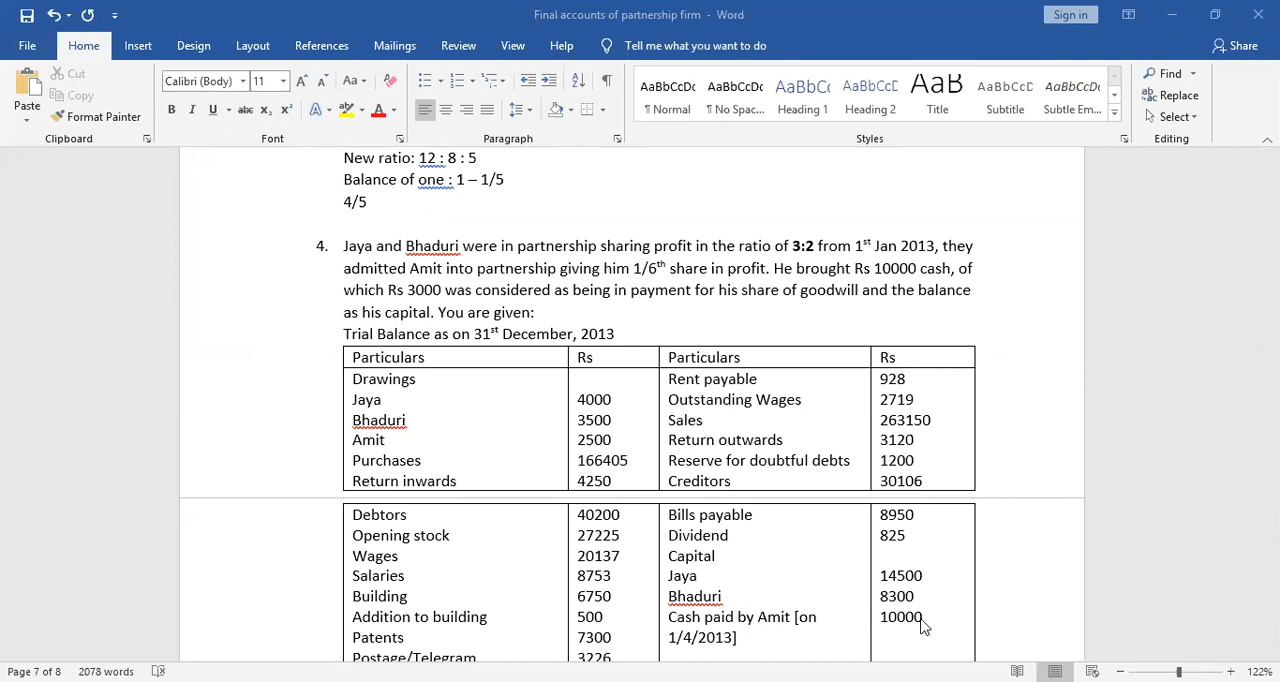 Final accounts of partnership firm - Word
Sign in
File Home Insert Design Layout References Mailings Review View Help Tell me what you want to do Share
Paste
Cut
Copy
Format Painter
Clipboard
Calibri (Body) 11
Font
Paragraph
AaBbCcDc AaBbCcDc AaBbCc AaBbCcD AaB AaBbCcD AaBbCcDc
¶ Normal ¶ No Spac... Heading 1 Heading 2 Title Subtitle Subtle Em...
Styles
Find
Replace
Select
Editing
New ratio: 12 : 8 : 5
Balance of one : 1 – 1/5
4/5
4. Jaya and Bhaduri were in partnership sharing profit in the ratio of 3:2 from 1st Jan 2013, they
admitted Amit into partnership giving him 1/6th share in profit. He brought Rs 10000 cash, of
which Rs 3000 was considered as being in payment for his share of goodwill and the balance
as his capital. You are given:
Trial Balance as on 31st December, 2013
Particulars Rs Particulars Rs
Drawings Rent payable 928
Jaya 4000 Outstanding Wages 2719
Bhaduri 3500 Sales 263150
Amit 2500 Return outwards 3120
Purchases 166405 Reserve for doubtful debts 1200
Return inwards 4250 Creditors 30106
Debtors 40200 Bills payable 8950
Opening stock 27225 Dividend 825
Wages 20137 Capital
Salaries 8753 Jaya 14500
Building 6750 Bhaduri 8300
Addition to building 500 Cash paid by Amit [on 10000
Patents 7300 1/4/2013]
Postage/Telegram 3226
Page 7 of 8 2078 words 122%